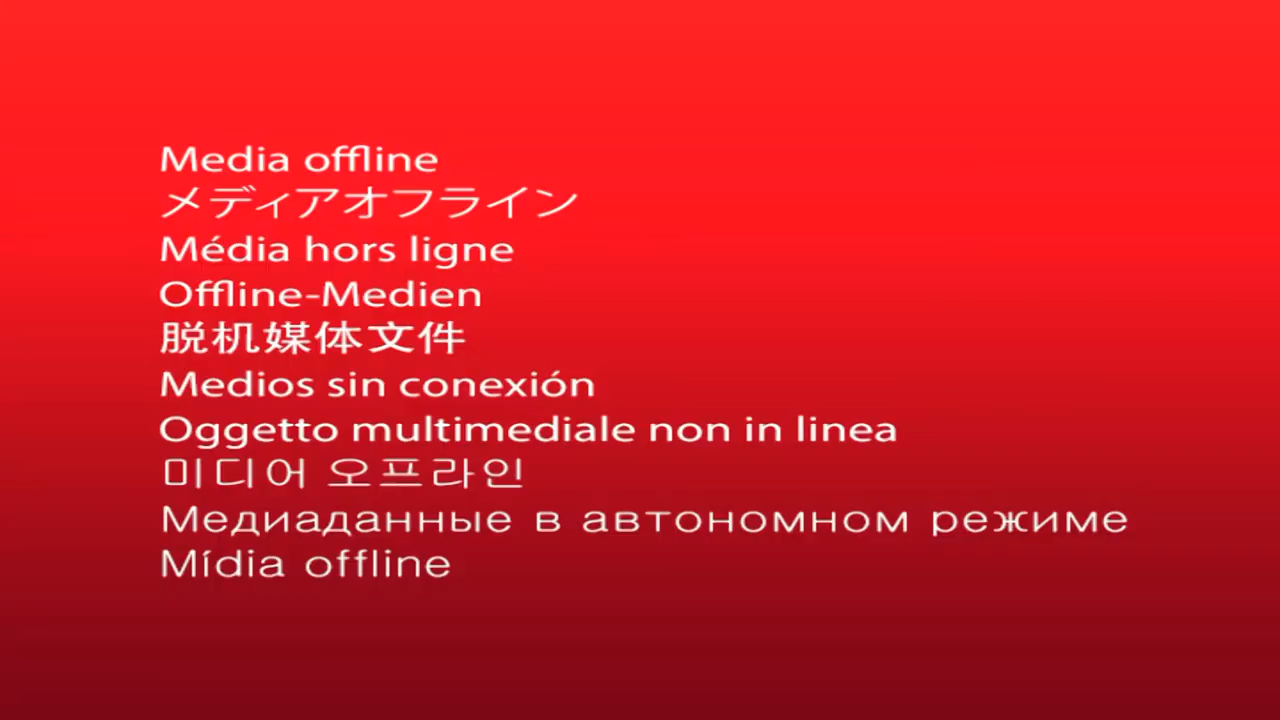 Media offline
メディアオフライン
Média hors ligne
Offline-Medien
脱机媒体文件
Medios sin conexión
Oggetto multimediale non in linea
미디어 오프라인
Медиаданные в автономном режиме
Mídia offline